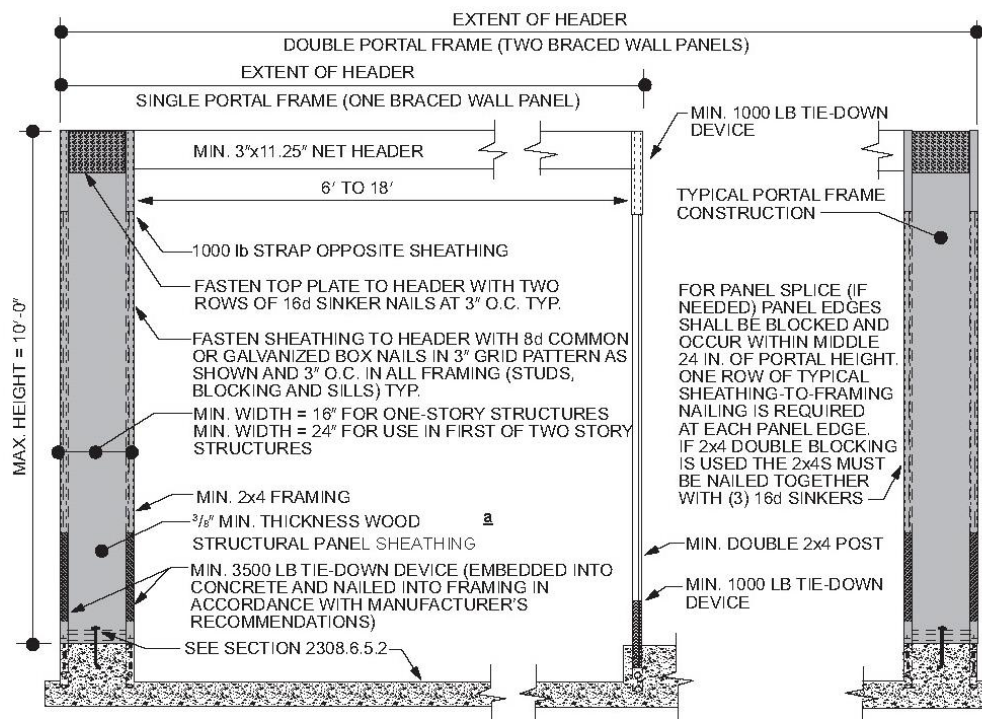 EXTENT OF HEADER
DOUBLE PORTAL FRAME (TWO BRACED WALL PANELS)
EXTENT OF HEADER
SINGLE PORTAL FRAME (ONE BRACED WALL PANEL)
MIN. 1000 LB TIE-DOWN
DEVICE
MIN. 3"x11.25" NET HEADER
6' TO 18'
TYPICAL PORTAL FRAME
CONSTRUCTION
1000 lb STRAP OPPOSITE SHEATHING
FASTEN TOP PLATE TO HEADER WITH TWO
ROWS OF 16d SINKER NAILS AT 3" O.C. TYP.
FASTEN SHEATHING TO HEADER WITH 8d COMMON
OR GALVANIZED BOX NAILS IN 3" GRID PATTERN AS
SHOWN AND 3" O.C. IN ALL FRAMING (STUDS,
BLOCKING AND SILLS) TYP.
MIN. WIDTH = 16" FOR ONE-STORY STRUCTURES
MIN. WIDTH = 24" FOR USE IN FIRST OF TWO STORY
STRUCTURES
FOR PANEL SPLICE (IF
NEEDED) PANEL EDGES
SHALL BE BLOCKED AND
OCCUR WITHIN MIDDLE
24 IN. OF PORTAL HEIGHT.
ONE ROW OF TYPICAL
SHEATHING-TO-FRAMING
NAILING IS REQUIRED
AT EACH PANEL EDGE.
IF 2x4 DOUBLE BLOCKING
IS USED THE 2x4S MUST
BE NAILED TOGETHER
WITH (3) 16d SINKERS
MAX. HEIGHT = 10'-0"
MIN. 2x4 FRAMING
3/8" MIN. THICKNESS WOOD a
STRUCTURAL PANEL SHEATHING
MIN. 3500 LB TIE-DOWN DEVICE (EMBEDDED INTO
CONCRETE AND NAILED INTO FRAMING IN
ACCORDANCE WITH MANUFACTURER'S
RECOMMENDATIONS)
MIN. DOUBLE 2x4 POST
MIN. 1000 LB TIE-DOWN
DEVICE
SEE SECTION 2308.6.5.2